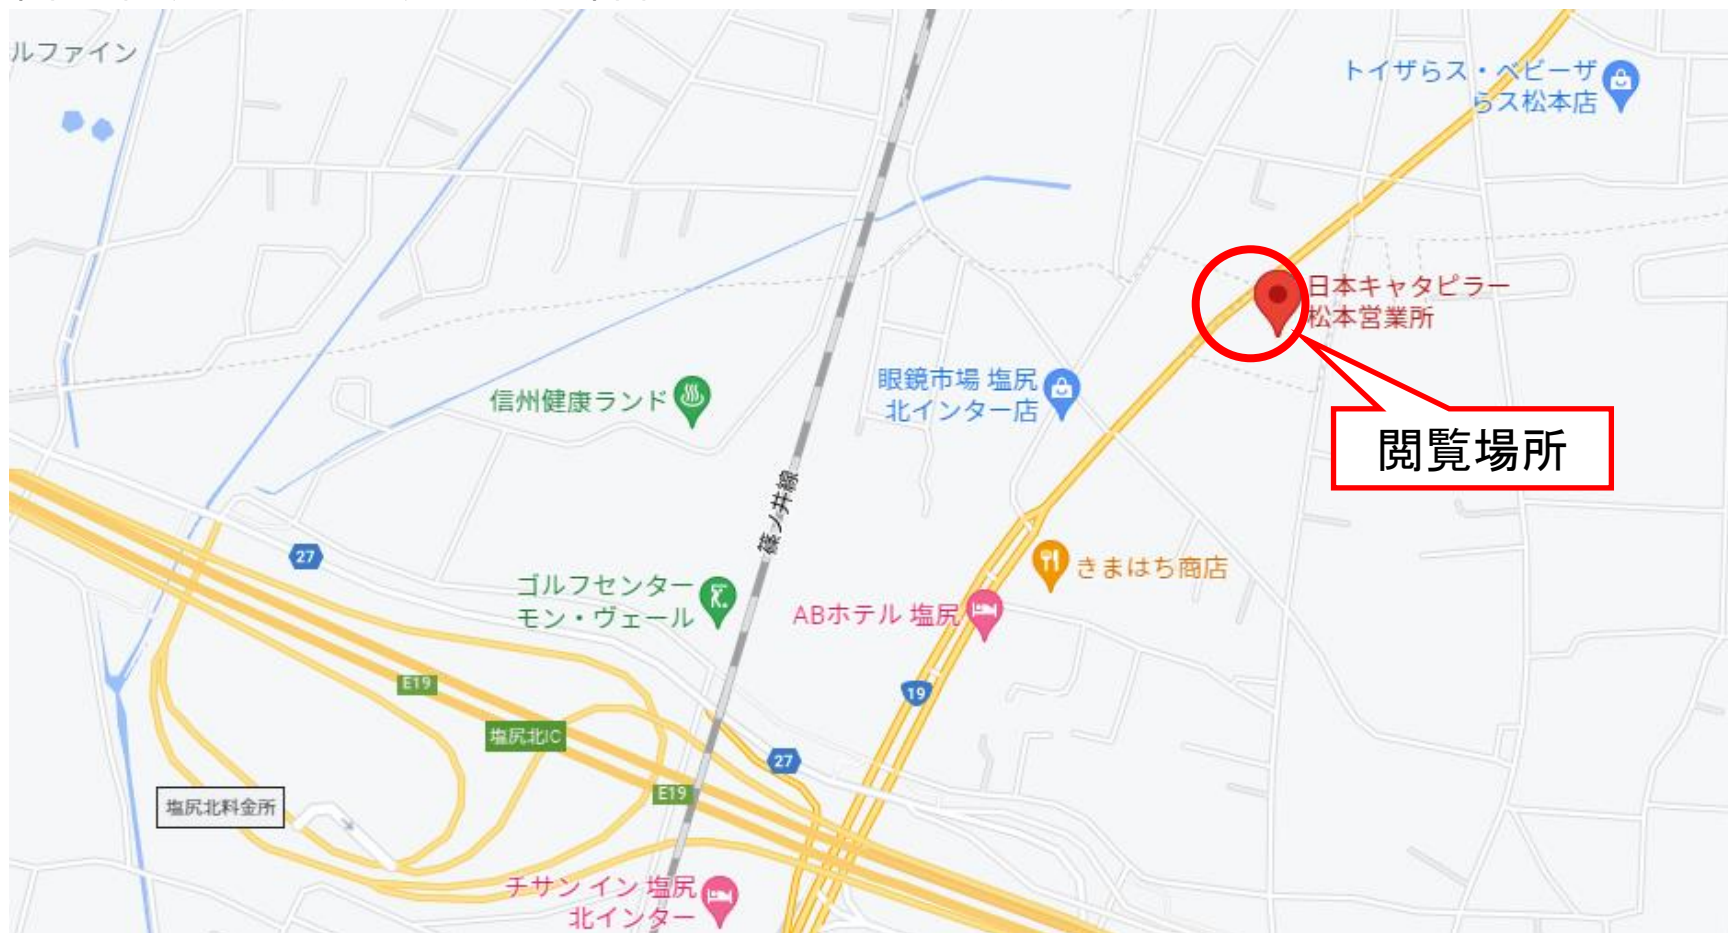 ルファイン
トイザらス・ベビーザ
らス松本店
日本キャタピラー
松本営業所
眼鏡市場 塩尻
北インター店
信州健康ランド
閲覧場所
篠ノ井線
27
きまはち商店
ゴルフセンター
モン・ヴェール
ABホテル 塩尻
E19
19
塩尻北IC
27
E19
塩尻北料金所
チサン イン 塩尻
北インター